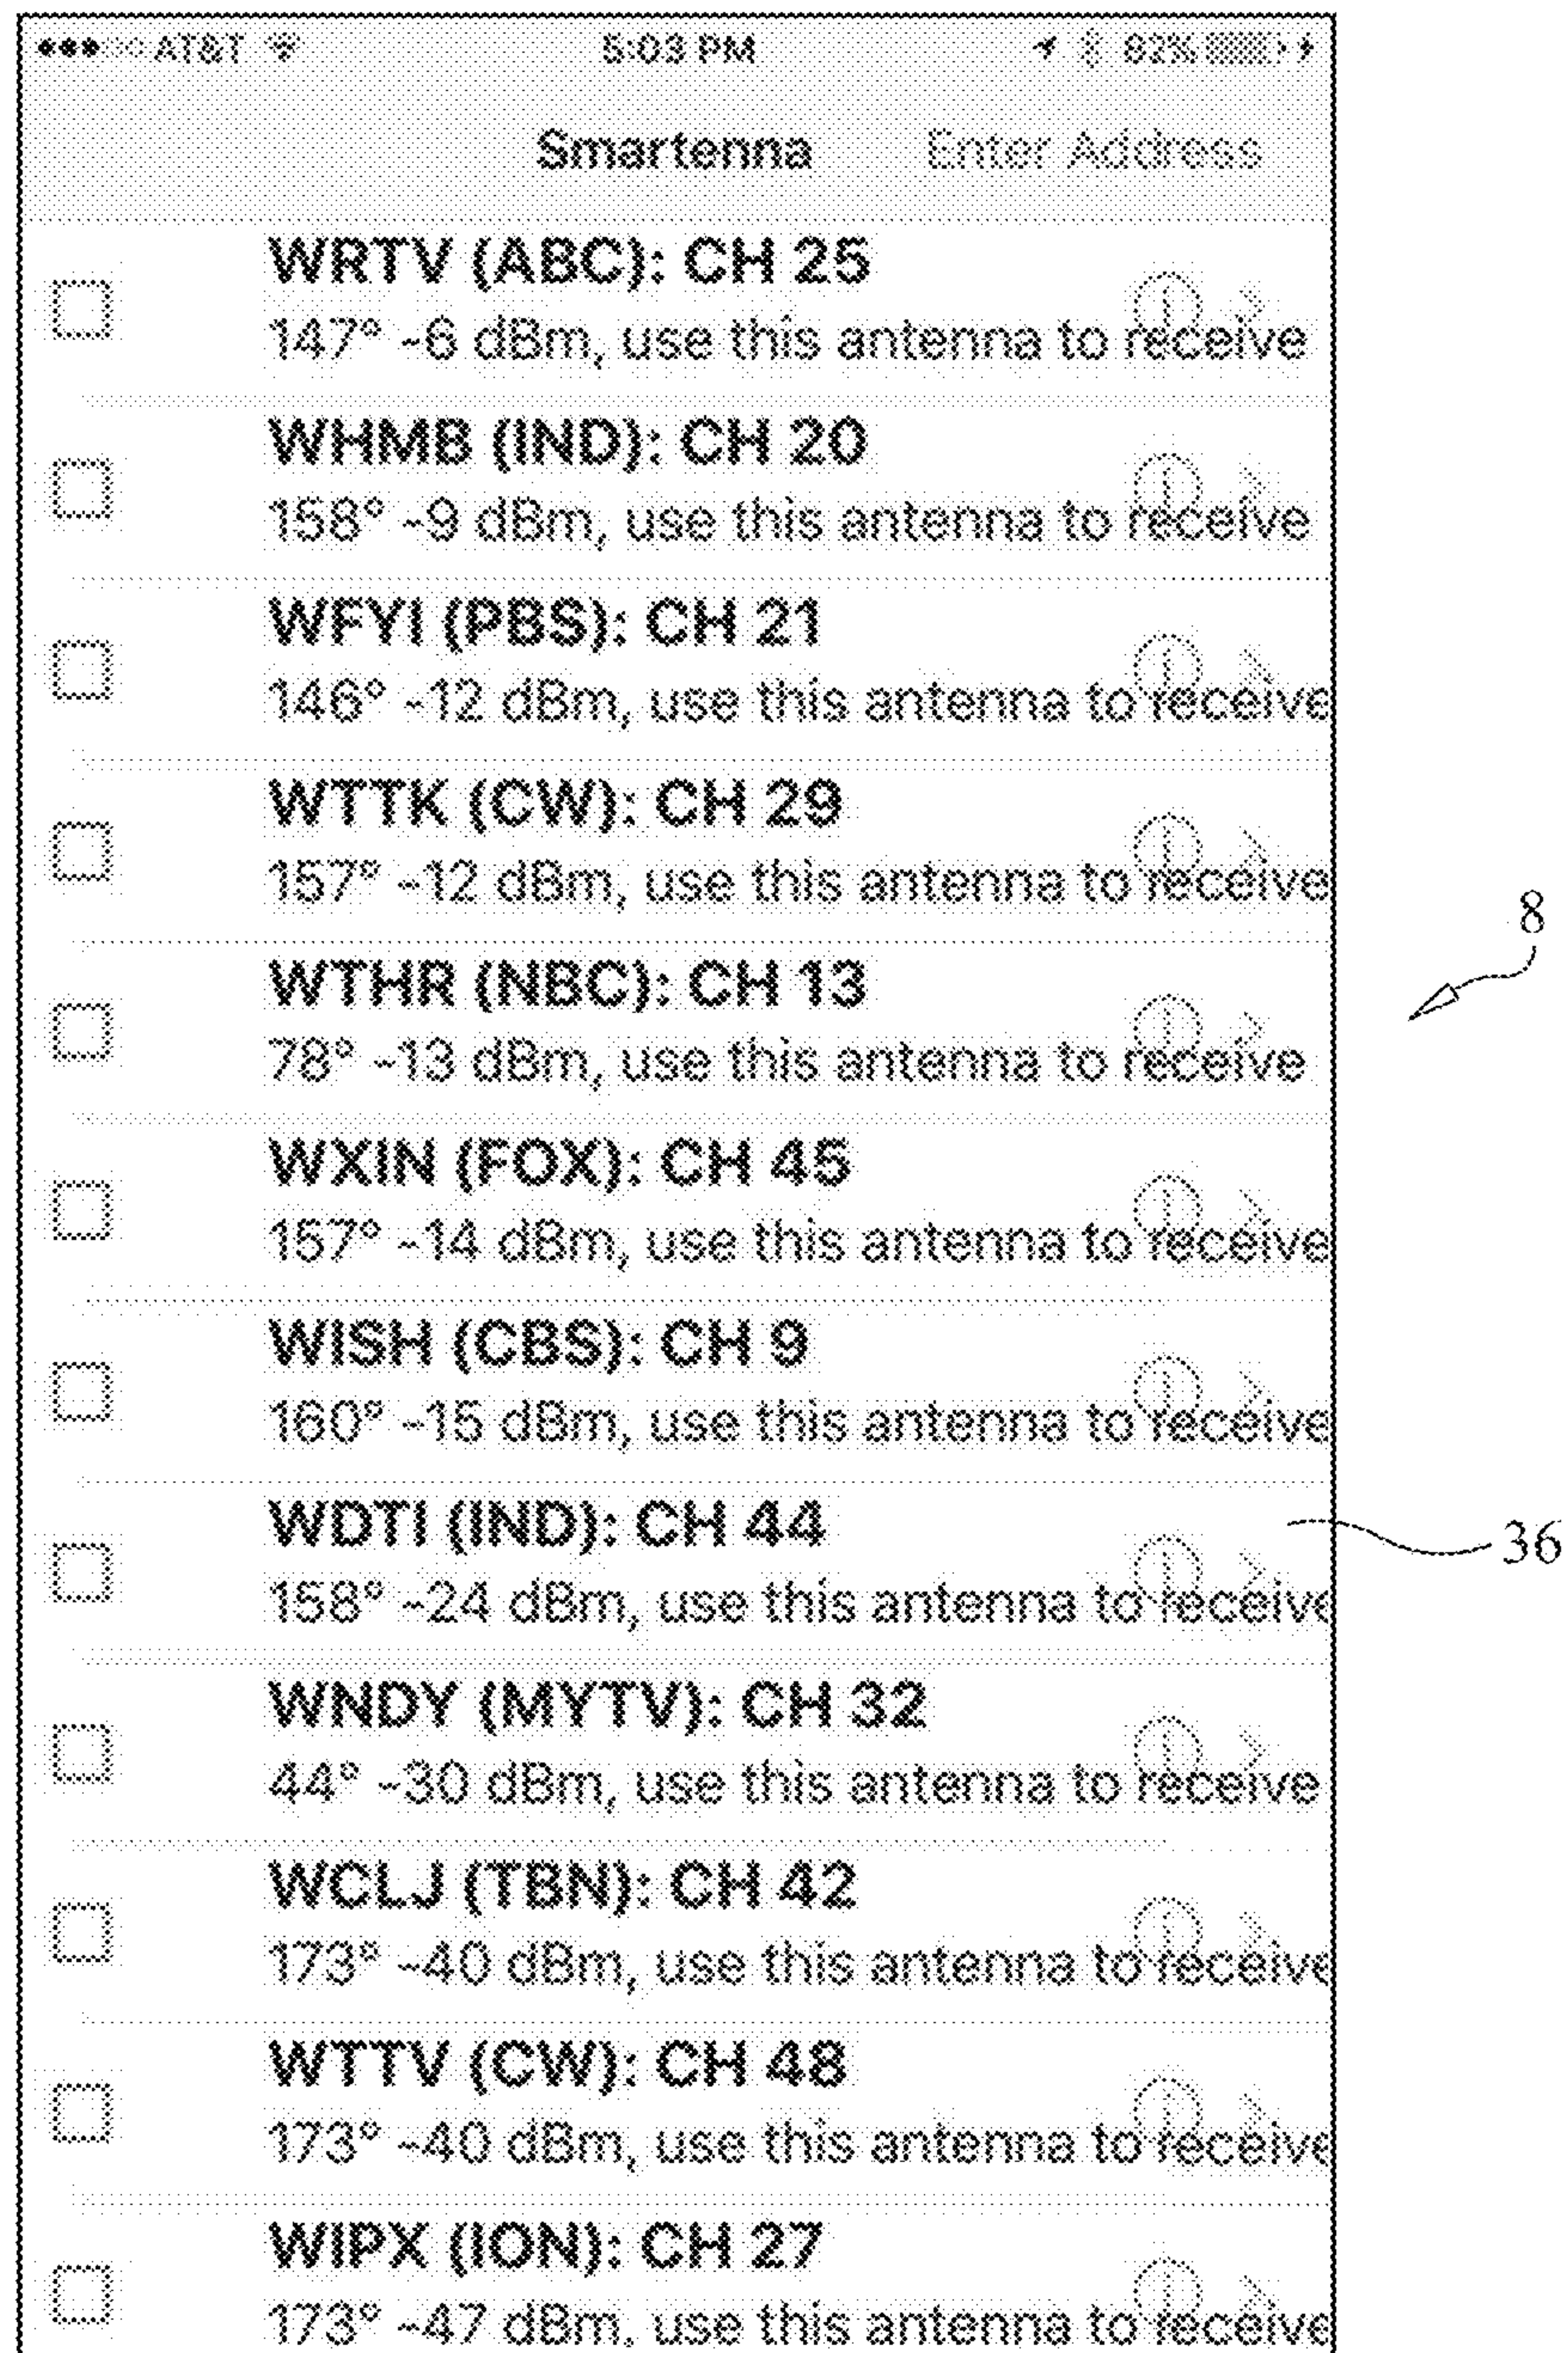 AT&T 5:03 PM 82%
Smartenna Enter Address
WRTV (ABC): CH 25
147° -6 dBm, use this antenna to receive
WHMB (IND): CH 20
158° -9 dBm, use this antenna to receive
WFYI (PBS): CH 21
146° -12 dBm, use this antenna to receive
WTTK (CW): CH 29
157° -12 dBm, use this antenna to receive
8
WTHR (NBC): CH 13
78° -13 dBm, use this antenna to receive
WXIN (FOX): CH 45
157° -14 dBm, use this antenna to receive
WISH (CBS): CH 9
160° -15 dBm, use this antenna to receive
WDTI (IND): CH 44
36
158° -24 dBm, use this antenna to receive
WNDY (MYTV): CH 32
44° -30 dBm, use this antenna to receive
WCLJ (TBN): CH 42
173° -40 dBm, use this antenna to receive
WTTV (CW): CH 48
173° -40 dBm, use this antenna to receive
WIPX (ION): CH 27
173° -47 dBm, use this antenna to receive